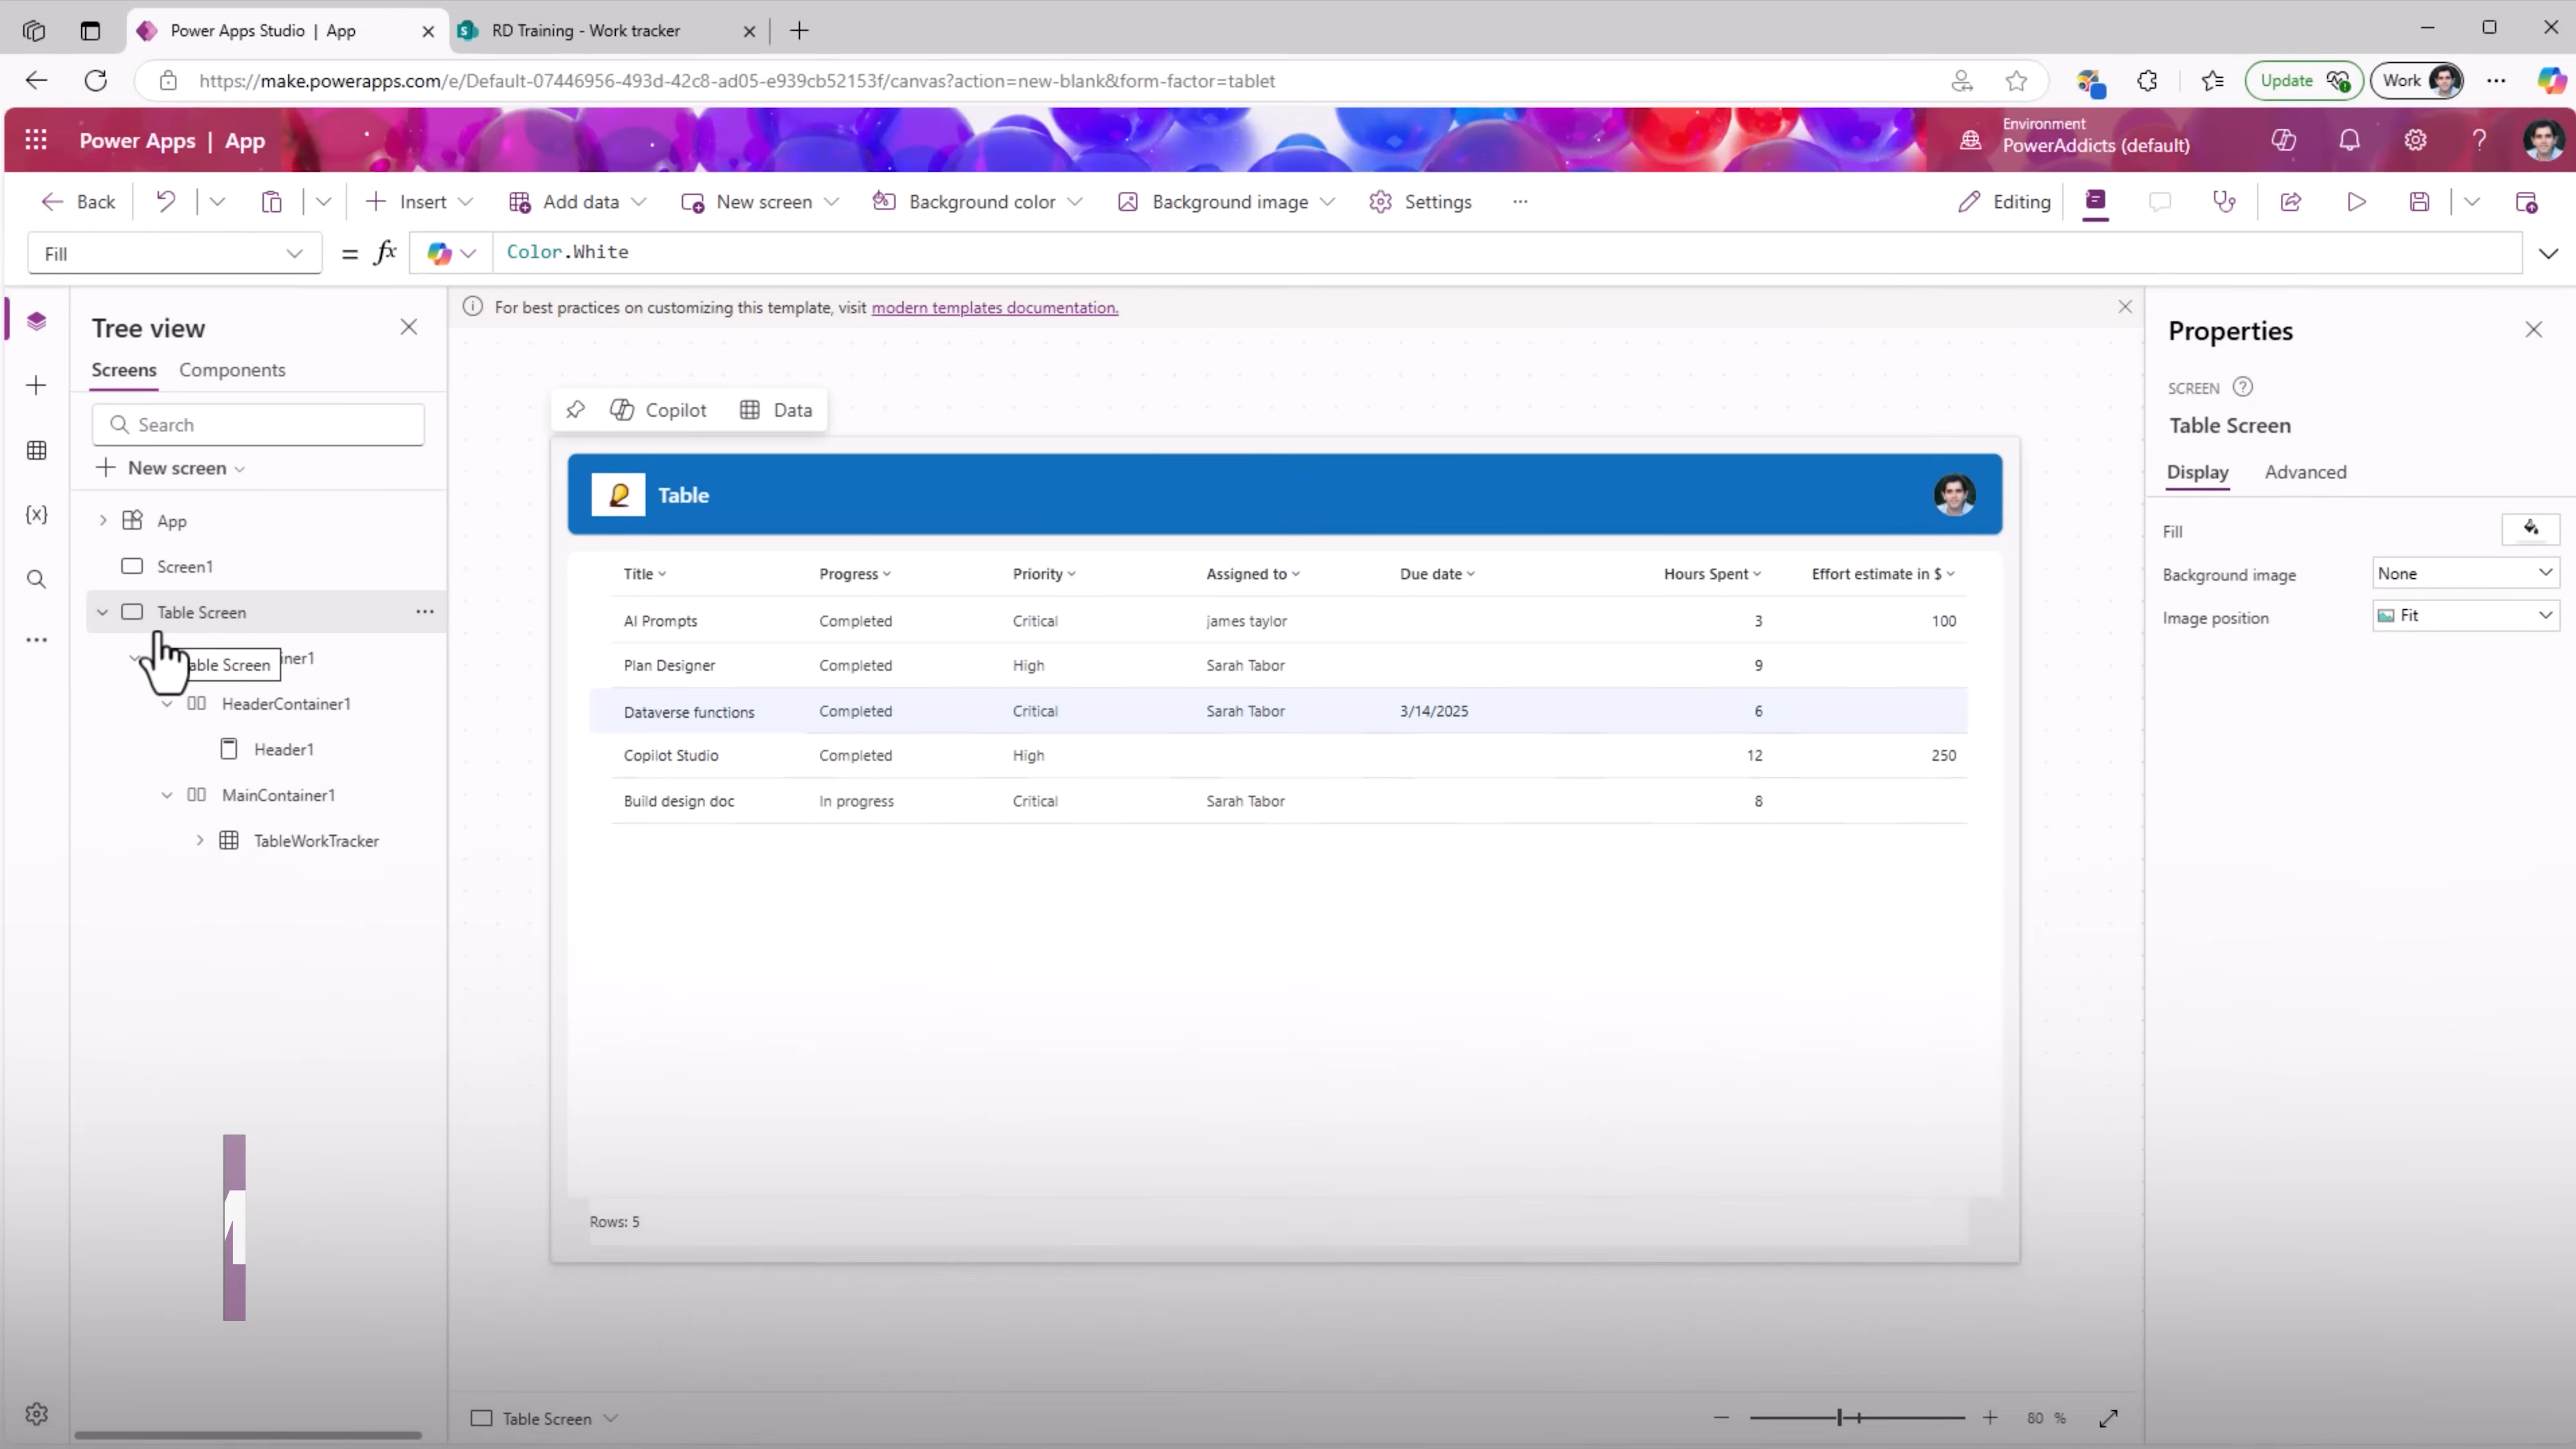 Power Apps Studio | App
RD Training - Work tracker
https://make.powerapps.com/e/Default-07446956-493d-42c8-ad05-e939cb52153f/canvas?action=new-blank&form-factor=tablet
Update
Work
Power Apps | App
Environment
PowerAddicts (default)
Back
Insert
Add data
New screen
Background color
Background image
Settings
Editing
Fill
= fx
Color.White
Tree view
Screens
Components
Search
New screen
App
Screen1
Table Screen
able Screen
iner1
HeaderContainer1
Header1
MainContainer1
TableWorkTracker
For best practices on customizing this template, visit modern templates documentation.
Copilot
Data
Table
Title Progress Priority Assigned to Due date Hours Spent Effort estimate in $
AI Prompts Completed Critical james taylor 3 100
Plan Designer Completed High Sarah Tabor 9
Dataverse functions Completed Critical Sarah Tabor 3/14/2025 6
Copilot Studio Completed High 12 250
Build design doc In progress Critical Sarah Tabor 8
Rows: 5
Table Screen
80 %
Properties
SCREEN
Table Screen
Display
Advanced
Fill
Background image
None
Image position
Fit